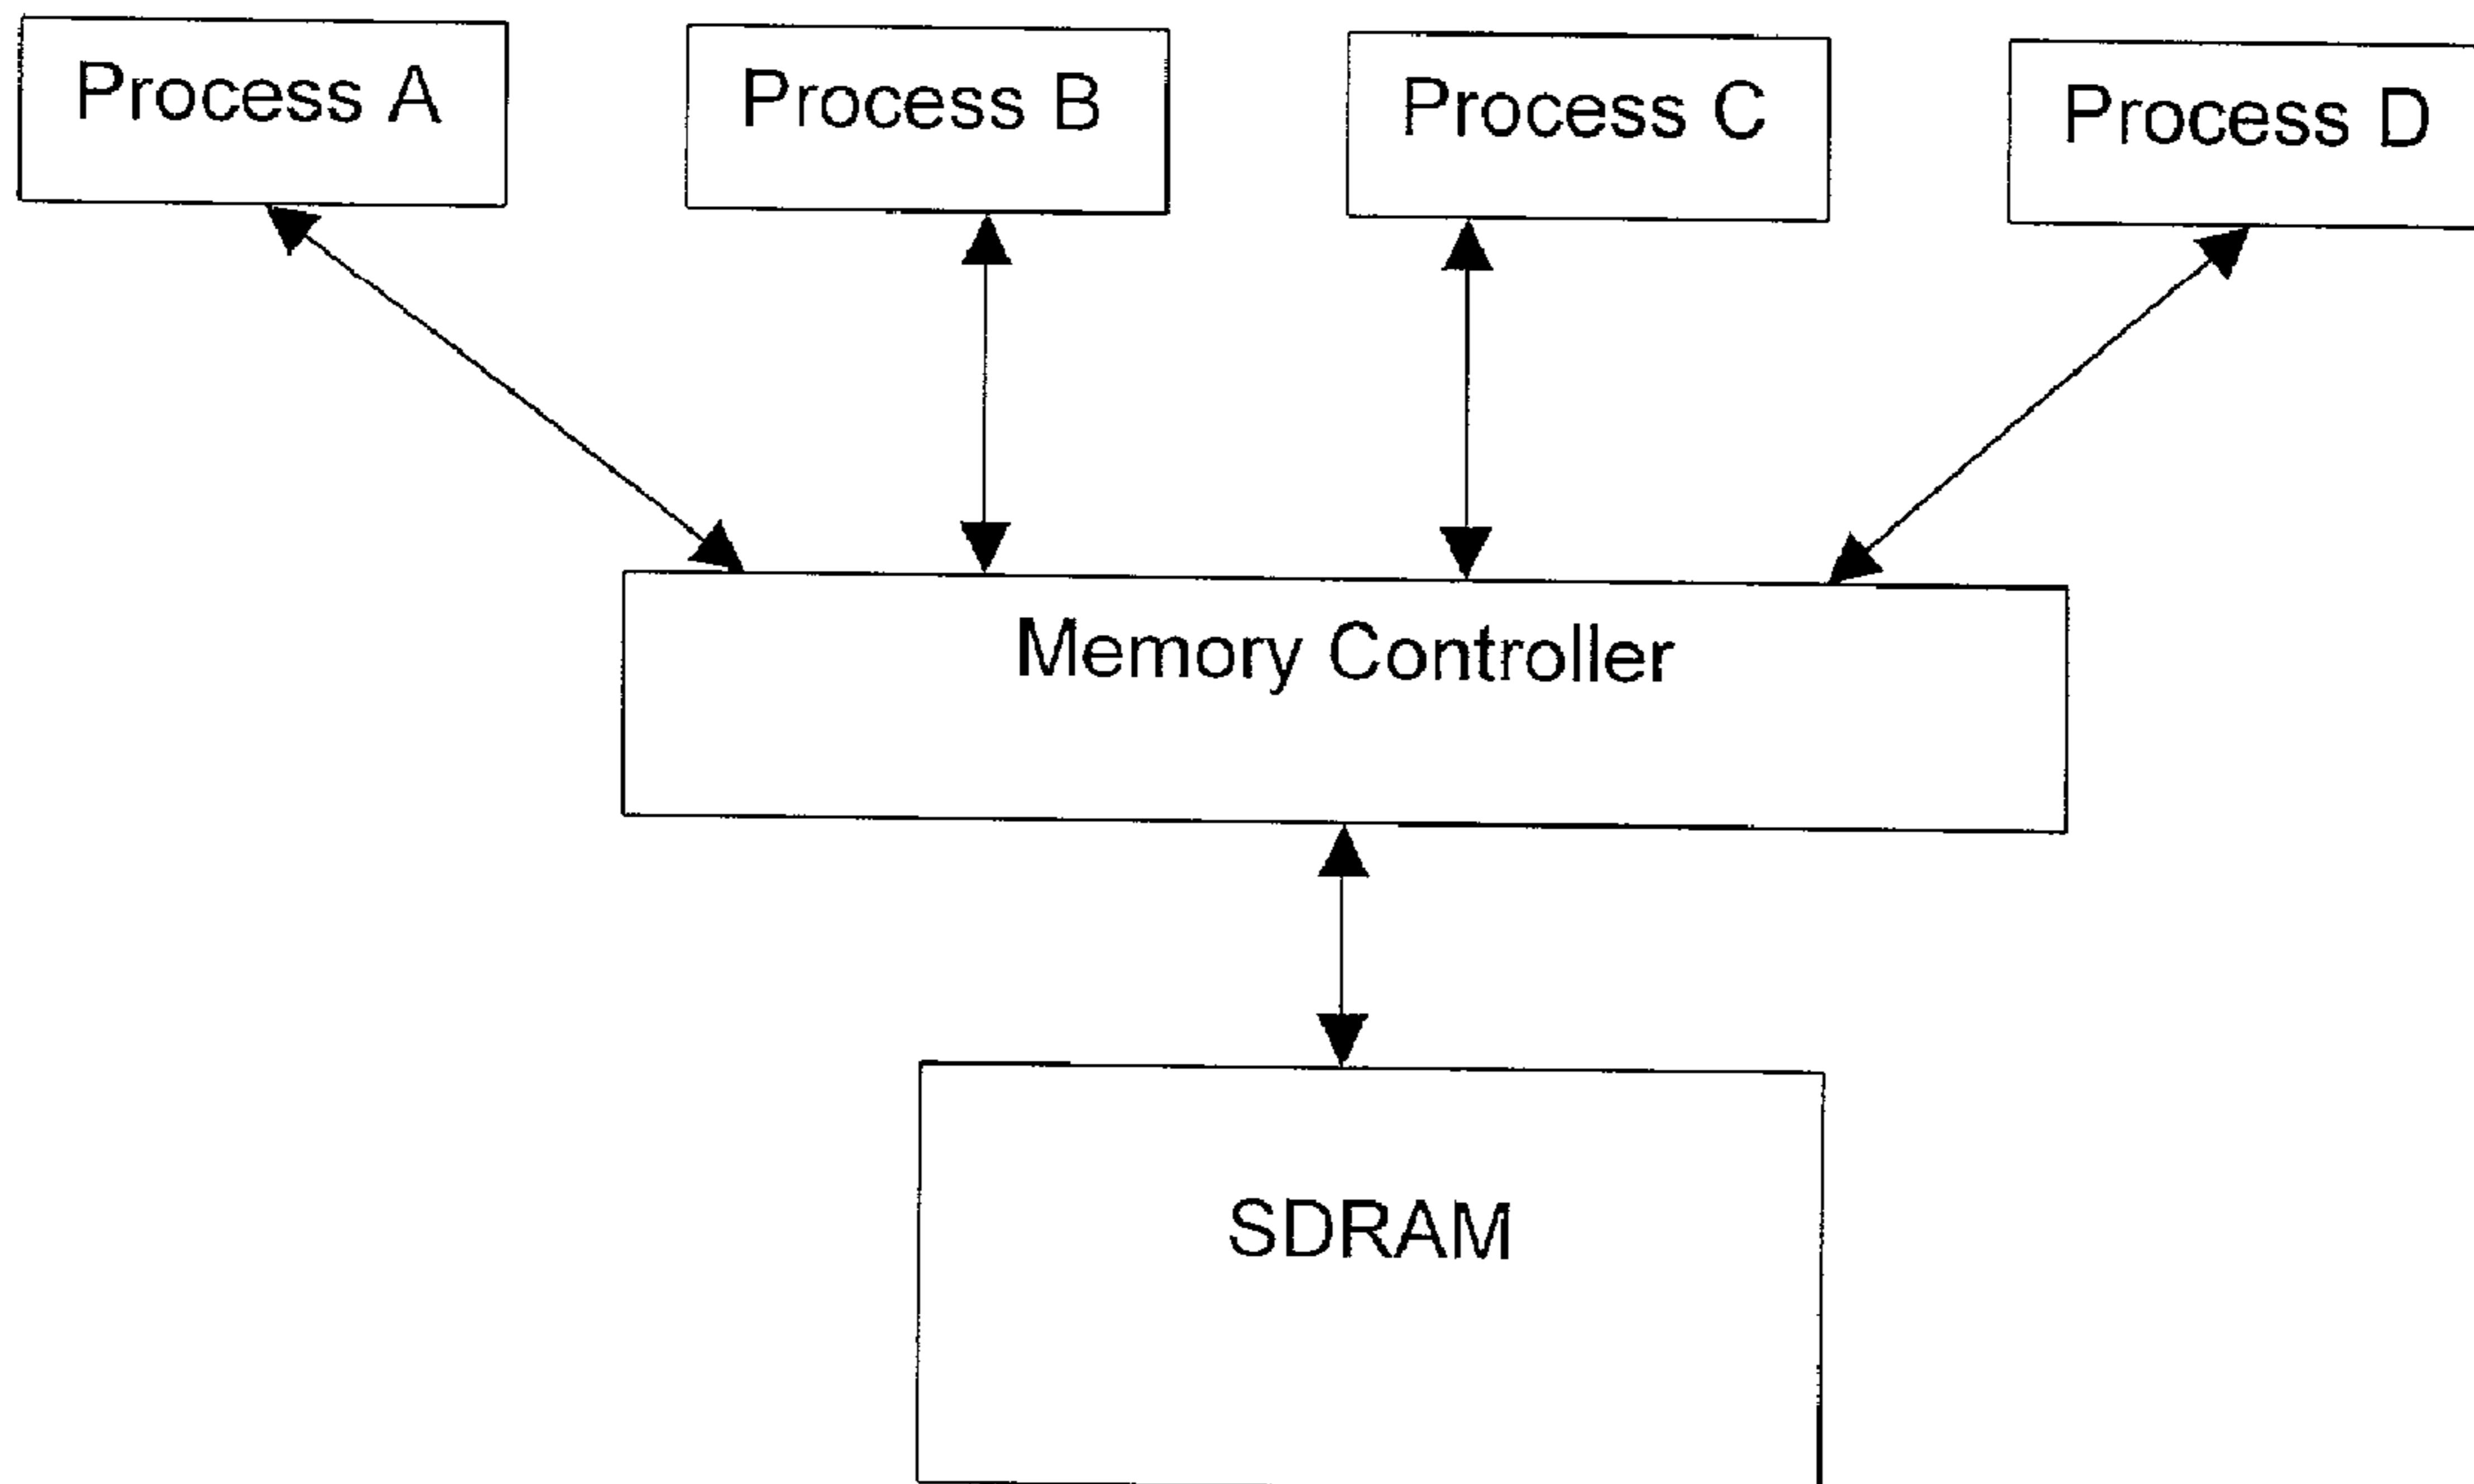 Process A
Process B
Process C
Process D
Memory Controller
SDRAM